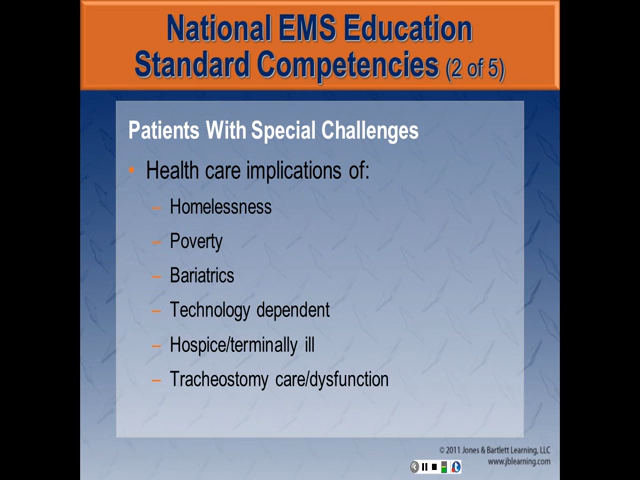 National EMS Education
Standard Competencies (2 of 5)
Patients With Special Challenges
• Health care implications of:
– Homelessness
– Poverty
– Bariatrics
– Technology dependent
– Hospice/terminally ill
– Tracheostomy care/dysfunction
© 2011 Jones & Bartlett Learning, LLC
www.jblearning.com